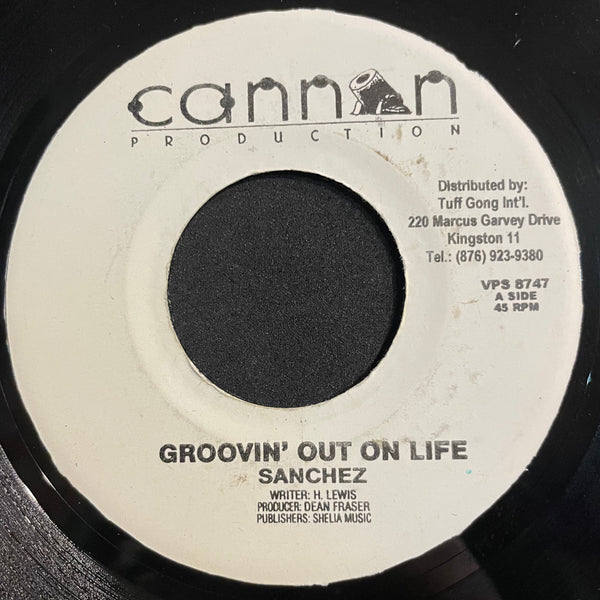 cannon
PRODUCTION
Distributed by:
Tuff Gong Int'l.
220 Marcus Garvey Drive
Kingston 11
Tel.: (876) 923-9380
VPS 8747
A SIDE
45 RPM
GROOVIN' OUT ON LIFE
SANCHEZ
WRITER: H. LEWIS
PRODUCER: DEAN FRASER
PUBLISHERS: SHELIA MUSIC